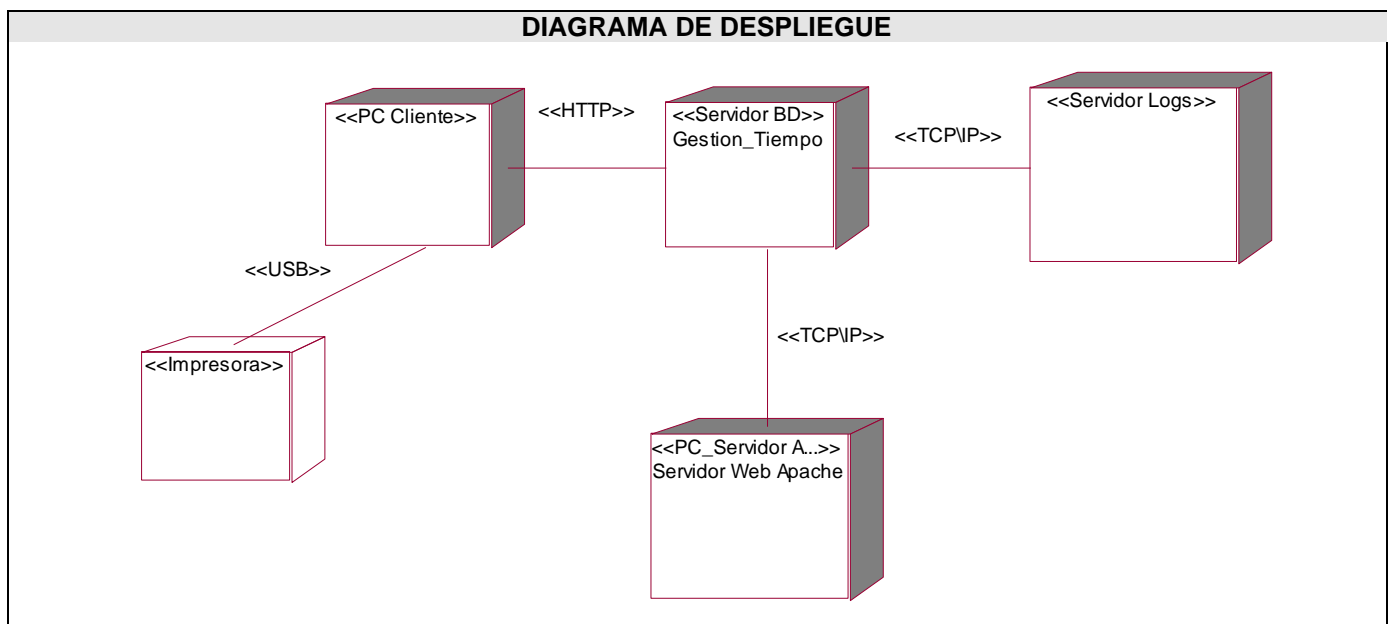 DIAGRAMA DE DESPLIEGUE
<<PC Cliente>>
<<HTTP>>
<<Servidor BD>>
Gestion_Tiempo
<<TCP\IP>>
<<Servidor Logs>>
<<USB>>
<<Impresora>>
<<TCP\IP>>
<<PC_Servidor A...>>
Servidor Web Apache